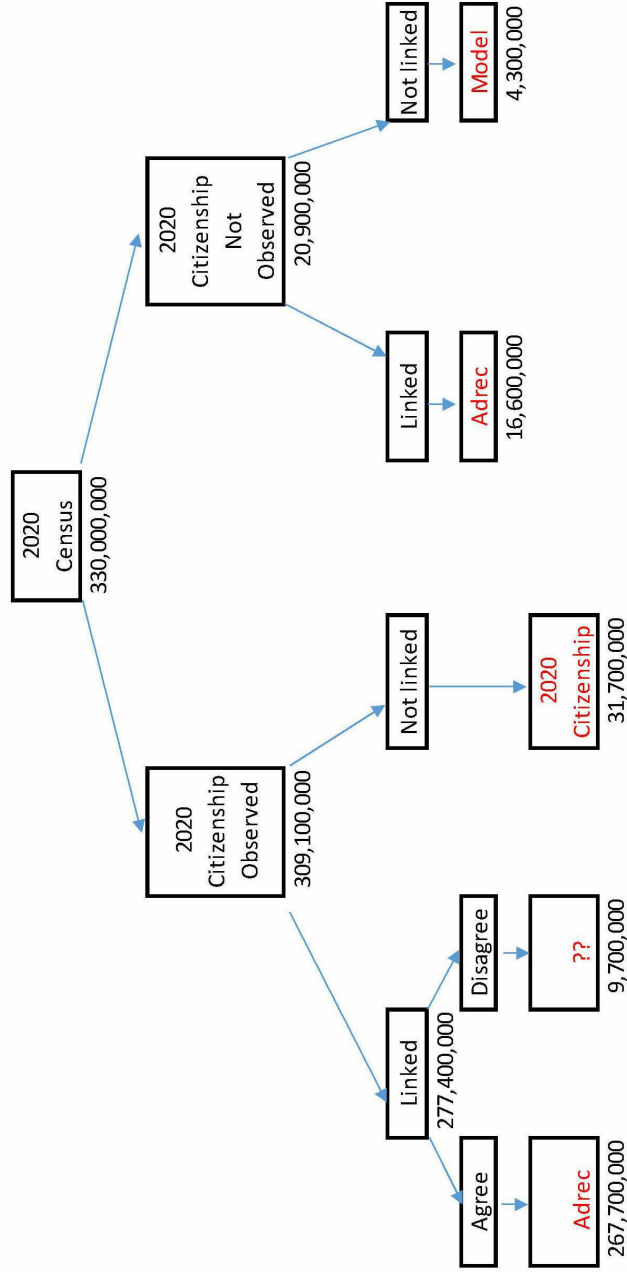 2020
Census
330,000,000
2020
Citizenship
Observed
309,100,000
2020
Citizenship
Not
Observed
20,900,000
Linked
277,400,000
Not linked
Linked
Not linked
Agree
Disagree
Adrec
16,600,000
Model
4,300,000
Adrec
267,700,000
??
9,700,000
2020
Citizenship
31,700,000